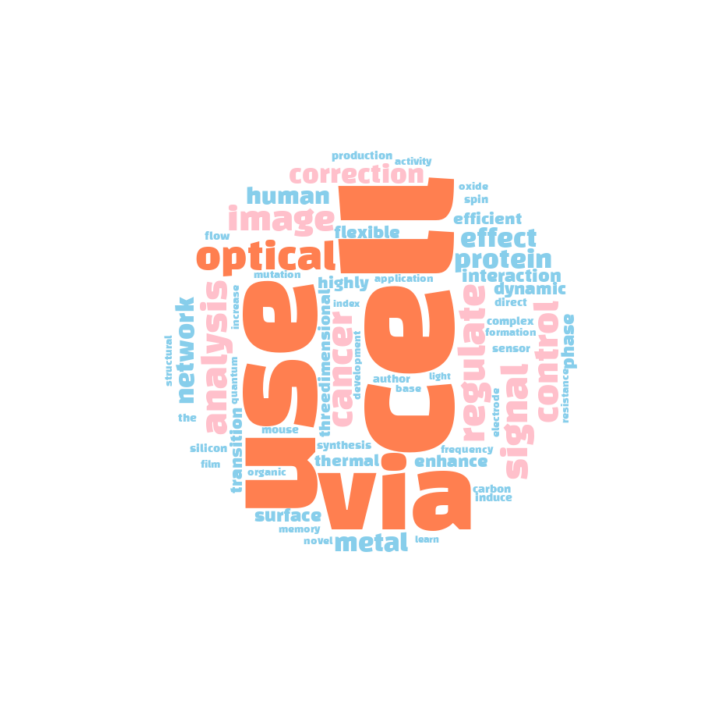 production
activity
correction
oxide
human
spin
image
efficient
flow
flexible
effect
optical
protein
mutation
application
interaction
highly
dynamic
cell
use
via
increase
index
direct
analysis
threedimensional
cancer
regulate
control
network
complex
formation
phase
structural
development
sensor
quantum
author
light
base
signal
electrode
resistance
the
transition
mouse
silicon
synthesis
frequency
film
thermal
enhance
organic
carbon
induce
surface
memory
novel
metal
learn